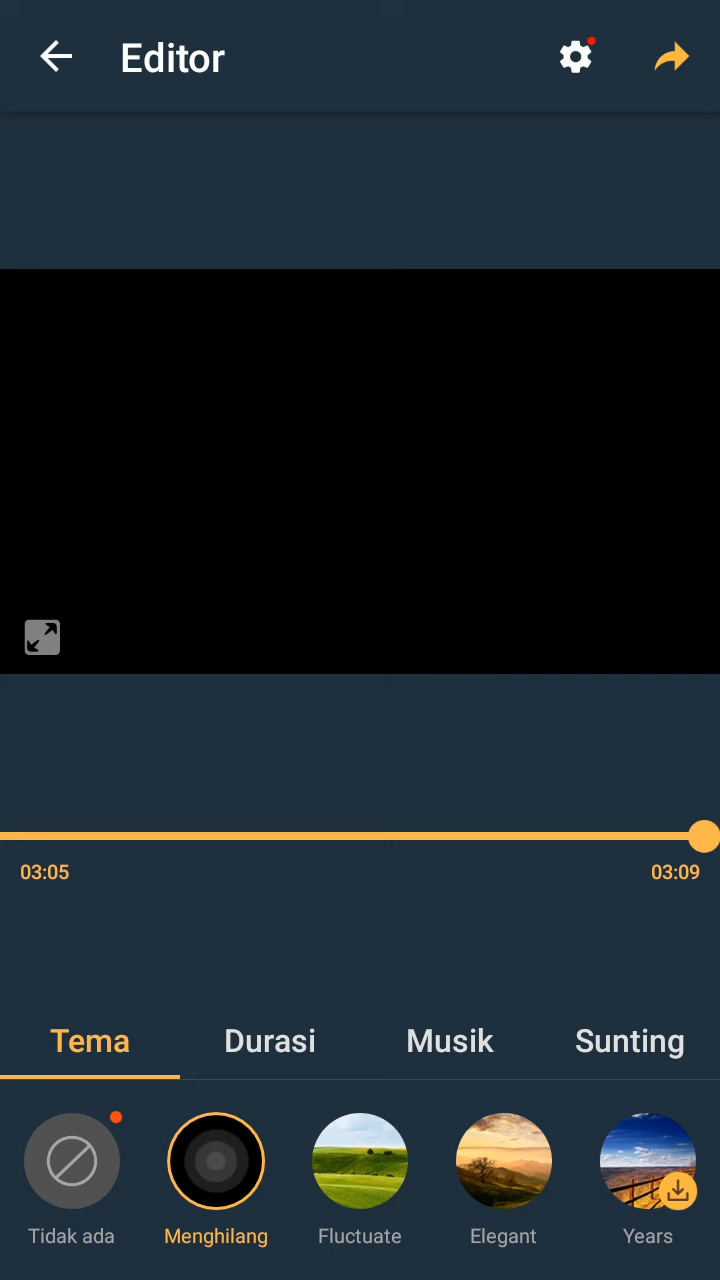 Editor
03:05
03:09
Tema
Durasi
Musik
Sunting
Tidak ada
Menghilang
Fluctuate
Elegant
Years